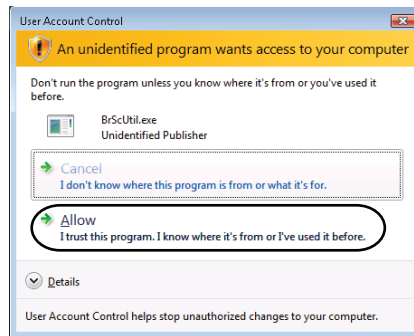 User Account Control
An unidentified program wants access to your computer
Don't run the program unless you know where it's from or you've used it
before.
BrScUtil.exe
Unidentified Publisher
Cancel
I don't know where this program is from or what it's for.
Allow
I trust this program. I know where it's from or I've used it before.
Details
User Account Control helps stop unauthorized changes to your computer.